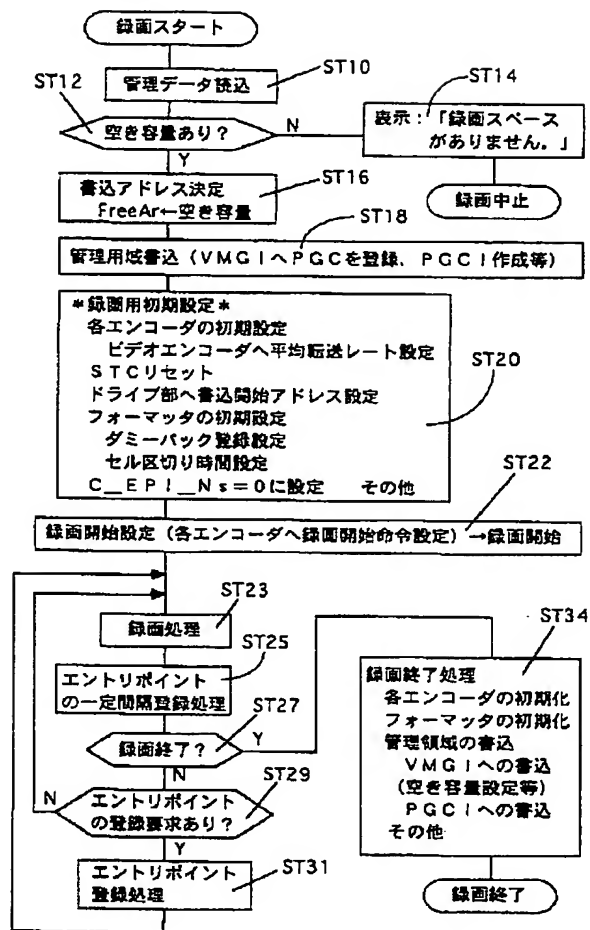 録画スタート
ST10
管理データ読込
ST12
空き容量あり？
N
Y
ST14
表示：「録画スペース
がありません。」
録画中止
ST16
書込アドレス決定
FreeAr←空き容量
ST18
管理用域書込（VMGIへPGCを登録、PGCI作成等）
＊録画用初期設定＊
各エンコーダの初期設定
ビデオエンコーダへ平均転送レート設定
STCリセット
ドライブ部へ書込開始アドレス設定
フォーマッタの初期設定
ダミーパック登録設定
セル区切り時間設定
C_EPI_Ns=0に設定　その他
ST20
ST22
録画開始設定（各エンコーダへ録画開始命令設定）→録画開始
ST23
録画処理
ST25
エントリポイント
の一定間隔登録処理
ST27
録画終了？
Y
N
ST29
N
エントリポイント
の登録要求あり？
Y
ST31
エントリポイント
登録処理
ST34
録画終了処理
各エンコーダの初期化
フォーマッタの初期化
管理領域の書込
VMGIへの書込
（空き容量設定等）
PGCIへの書込
その他
録画終了